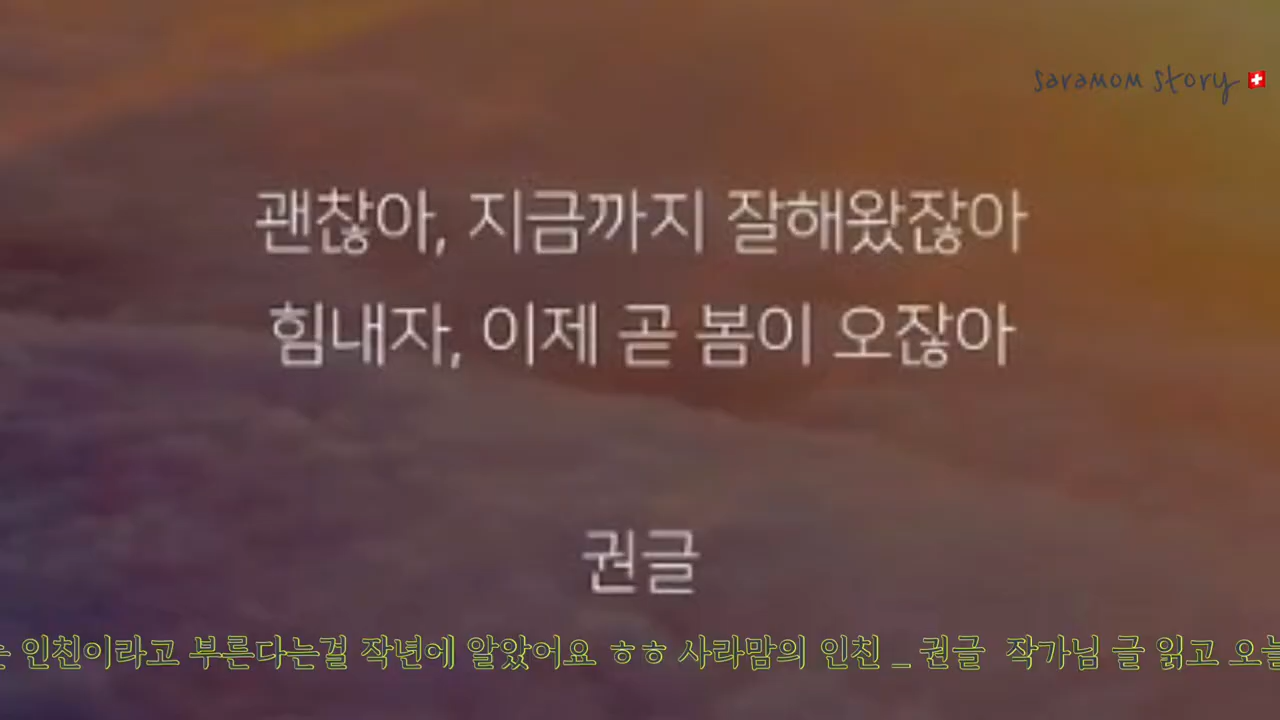 saramom story
괜찮아, 지금까지 잘해왔잖아
힘내자, 이제 곧 봄이 오잖아
권글
는 인친이라고 부른다는걸 작년에 알았어요 ㅎㅎ 사라맘의 인친 _ 권글 작가님 글 읽고 오늘